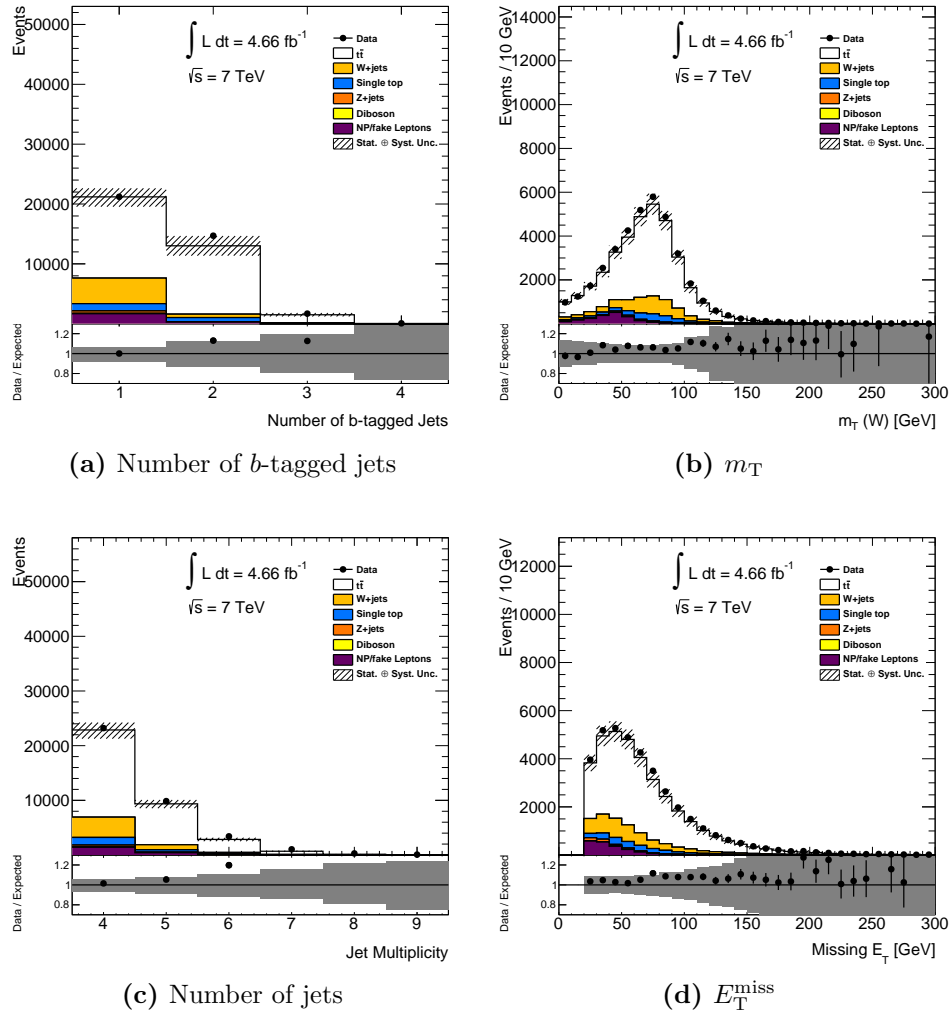 Events
50000
40000
30000
20000
10000
∫ L dt = 4.66 fb-1
√s = 7 TeV
Data
tt̄
W+jets
Single top
Z+jets
Diboson
NP/fake Leptons
Stat. ⊕ Syst. Unc.
Data / Expected
1.2
1
0.8
1 2 3 4
Number of b-tagged Jets
(a) Number of b-tagged jets
Events / 10 GeV
14000
12000
10000
8000
6000
4000
2000
∫ L dt = 4.66 fb-1
√s = 7 TeV
Data
tt̄
W+jets
Single top
Z+jets
Diboson
NP/fake Leptons
Stat. ⊕ Syst. Unc.
Data / Expected
1.2
1
0.8
0 50 100 150 200 250 300
mT (W) [GeV]
(b) mT
Events
50000
40000
30000
20000
10000
∫ L dt = 4.66 fb-1
√s = 7 TeV
Data
tt̄
W+jets
Single top
Z+jets
Diboson
NP/fake Leptons
Stat. ⊕ Syst. Unc.
Data / Expected
1.2
1
0.8
4 5 6 7 8 9
Jet Multiplicity
(c) Number of jets
Events / 10 GeV
12000
10000
8000
6000
4000
2000
∫ L dt = 4.66 fb-1
√s = 7 TeV
Data
tt̄
W+jets
Single top
Z+jets
Diboson
NP/fake Leptons
Stat. ⊕ Syst. Unc.
Data / Expected
1.2
1
0.8
0 50 100 150 200 250 300
Missing ET [GeV]
(d) ETmiss